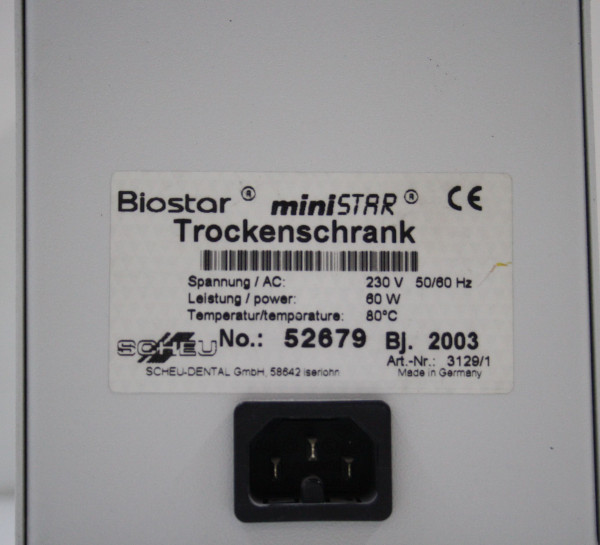 Biostar ® miniSTAR ® CE
Trockenschrank
Spannung / AC: 230 V 50/60 Hz
Leistung / power: 60 W
Temperatur/temperature: 80°C
SCHEU No.: 52679 Bj. 2003
Art.-Nr.: 3129/1
SCHEU-DENTAL GmbH, 58642 Iserlohn Made in Germany